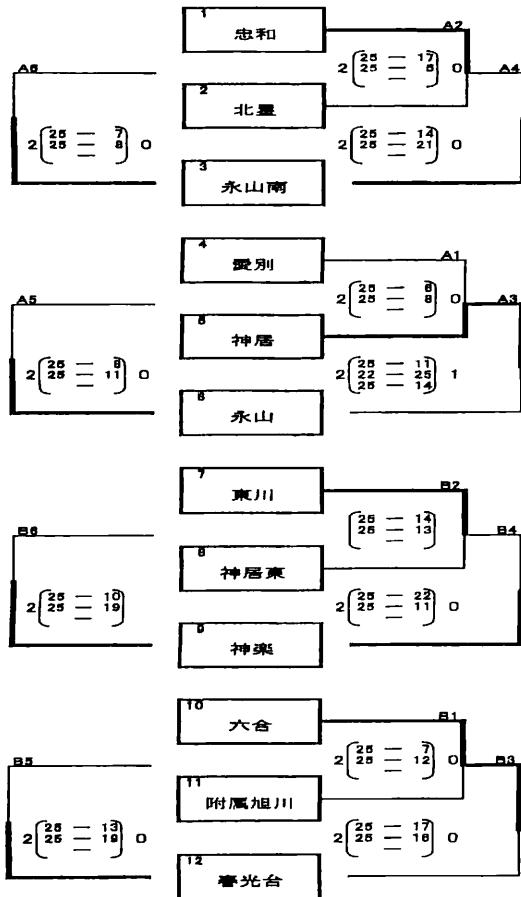 1 忠和 A2
A6 2 25 — 17 0 A4
25 — 5
2 北星
2 25 — 7 0 2 25 — 14 0
25 — 8 25 — 21
3 永山南
4 愛別 A1
A5 2 25 — 6 0 A3
25 — 8
5 神居
2 25 — 8 0 2 25 — 11 1
25 — 11 22 — 25
25 — 14
6 永山
7 東川 B2
B6 25 — 14 B4
25 — 13
8 神居東
2 25 — 10 2 25 — 22 0
25 — 19 25 — 11
9 神楽
10 六合 B1
B5 2 25 — 7 0 B3
25 — 12
11 附属旭川
2 25 — 13 0 2 25 — 17 0
25 — 19 25 — 16
12 春光台